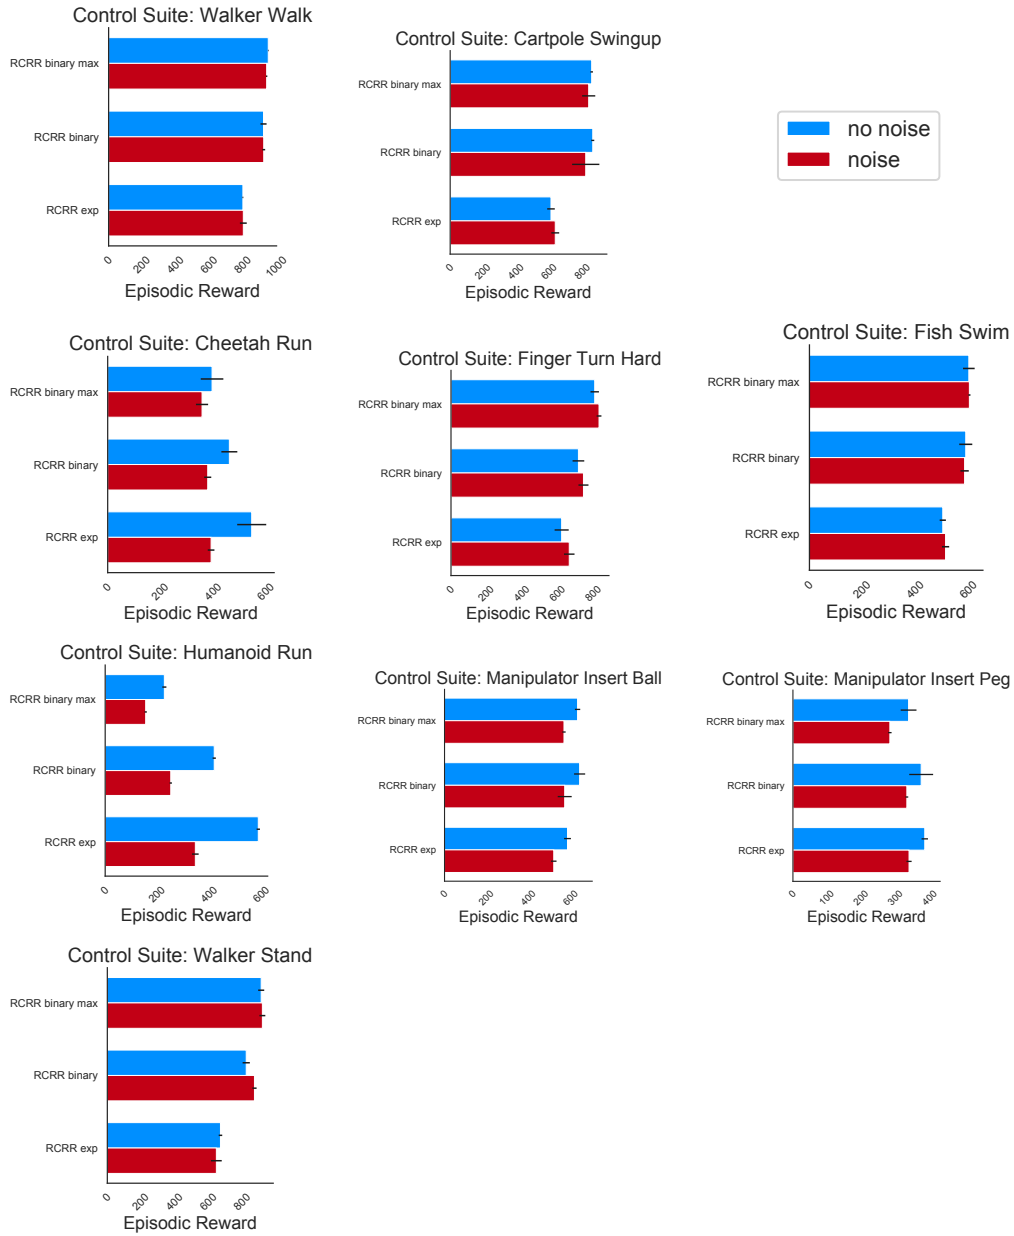 Control Suite: Walker Walk
RCRR binary max
RCRR binary
RCRR exp
0 200 400 600 800 1000
Episodic Reward
Control Suite: Cartpole Swingup
RCRR binary max
RCRR binary
RCRR exp
0 200 400 600 800
Episodic Reward
no noise
noise
Control Suite: Cheetah Run
RCRR binary max
RCRR binary
RCRR exp
0 200 400 600
Episodic Reward
Control Suite: Finger Turn Hard
RCRR binary max
RCRR binary
RCRR exp
0 200 400 600 800
Episodic Reward
Control Suite: Fish Swim
RCRR binary max
RCRR binary
RCRR exp
0 200 400 600
Episodic Reward
Control Suite: Humanoid Run
RCRR binary max
RCRR binary
RCRR exp
0 200 400 600
Episodic Reward
Control Suite: Manipulator Insert Ball
RCRR binary max
RCRR binary
RCRR exp
0 200 400 600
Episodic Reward
Control Suite: Manipulator Insert Peg
RCRR binary max
RCRR binary
RCRR exp
0 100 200 300 400
Episodic Reward
Control Suite: Walker Stand
RCRR binary max
RCRR binary
RCRR exp
0 200 400 600 800
Episodic Reward